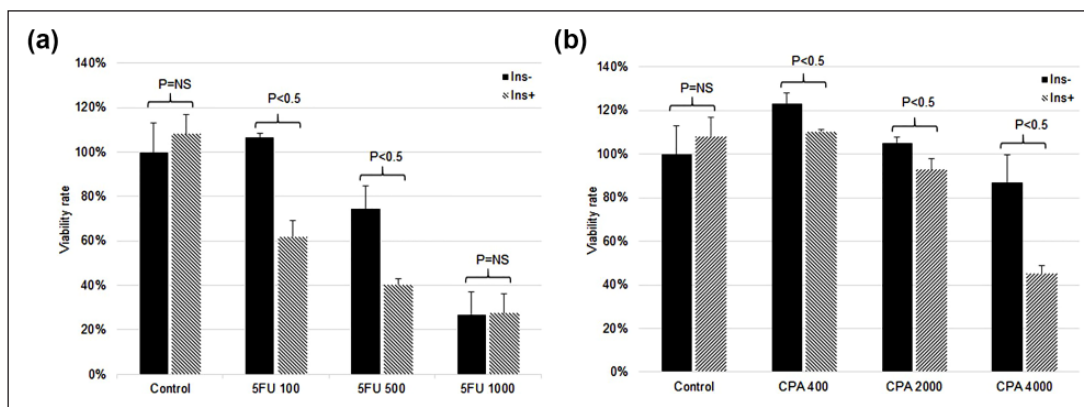 (a)
140%
120%
100%
80%
60%
40%
20%
0%
Viability rate
P=NS
P<0.5
P<0.5
P=NS
Ins-
Ins+
Control
5FU 100
5FU 500
5FU 1000
(b)
140%
120%
100%
80%
60%
40%
20%
0%
Viability rate
P=NS
P<0.5
P<0.5
P<0.5
Ins-
Ins+
Control
CPA 400
CPA 2000
CPA 4000